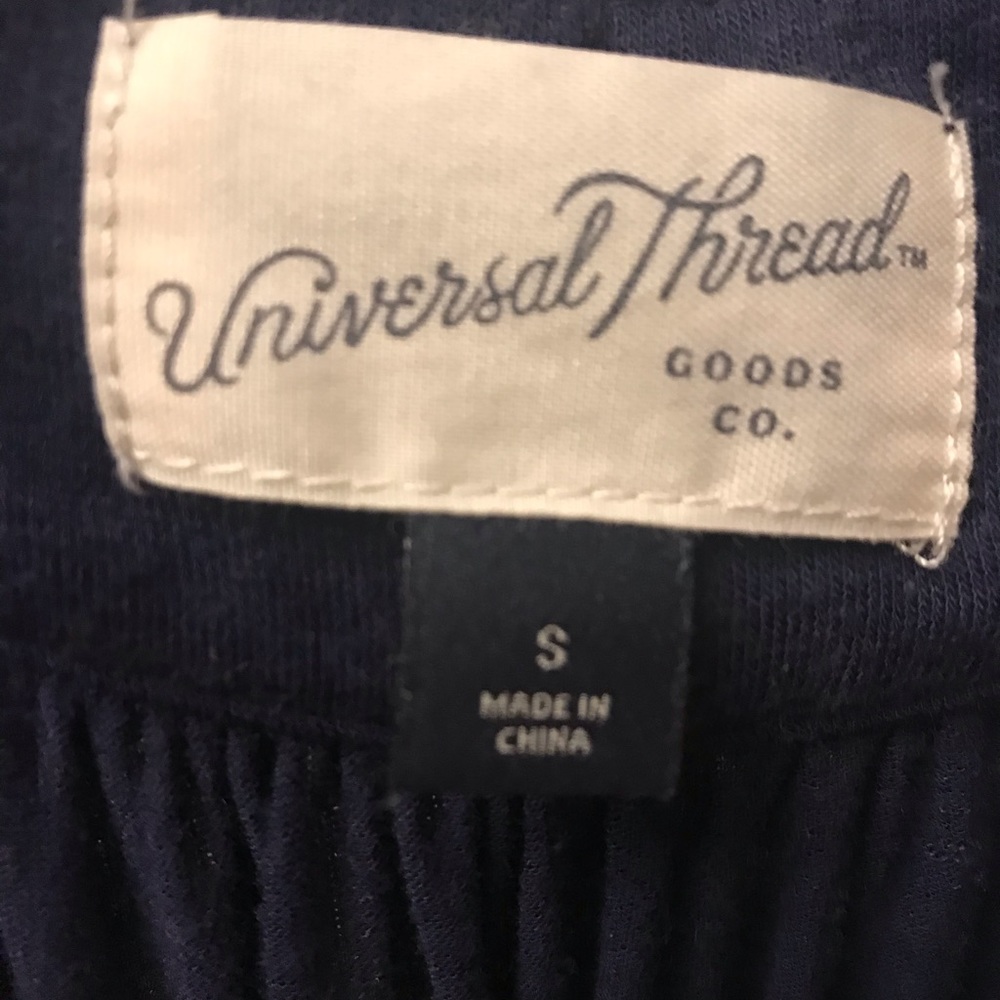 Universal Thread™
GOODS
CO.
S
MADE IN
CHINA